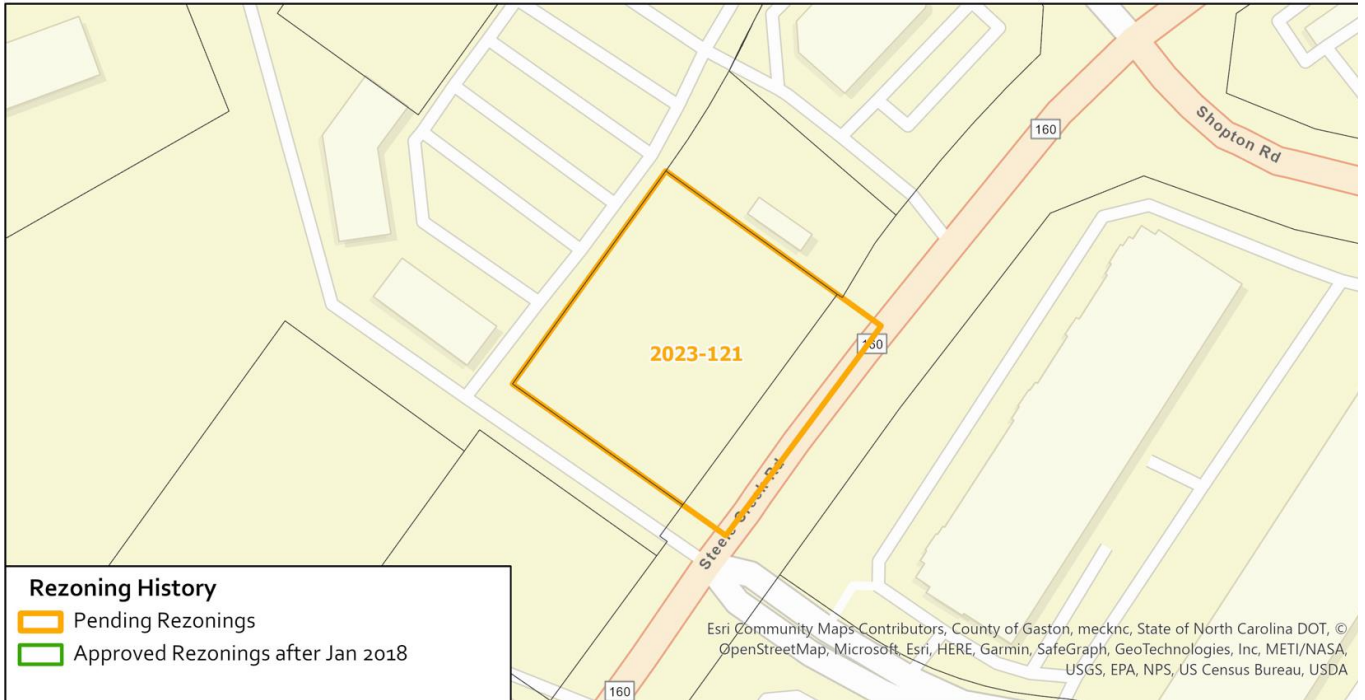 160
Shopton Rd
2023-121
160
Steele Creek Rd
Rezoning History
Pending Rezonings
Approved Rezonings after Jan 2018
160
Esri Community Maps Contributors, County of Gaston, mecknc, State of North Carolina DOT, ©
OpenStreetMap, Microsoft, Esri, HERE, Garmin, SafeGraph, GeoTechnologies, Inc, METI/NASA,
USGS, EPA, NPS, US Census Bureau, USDA